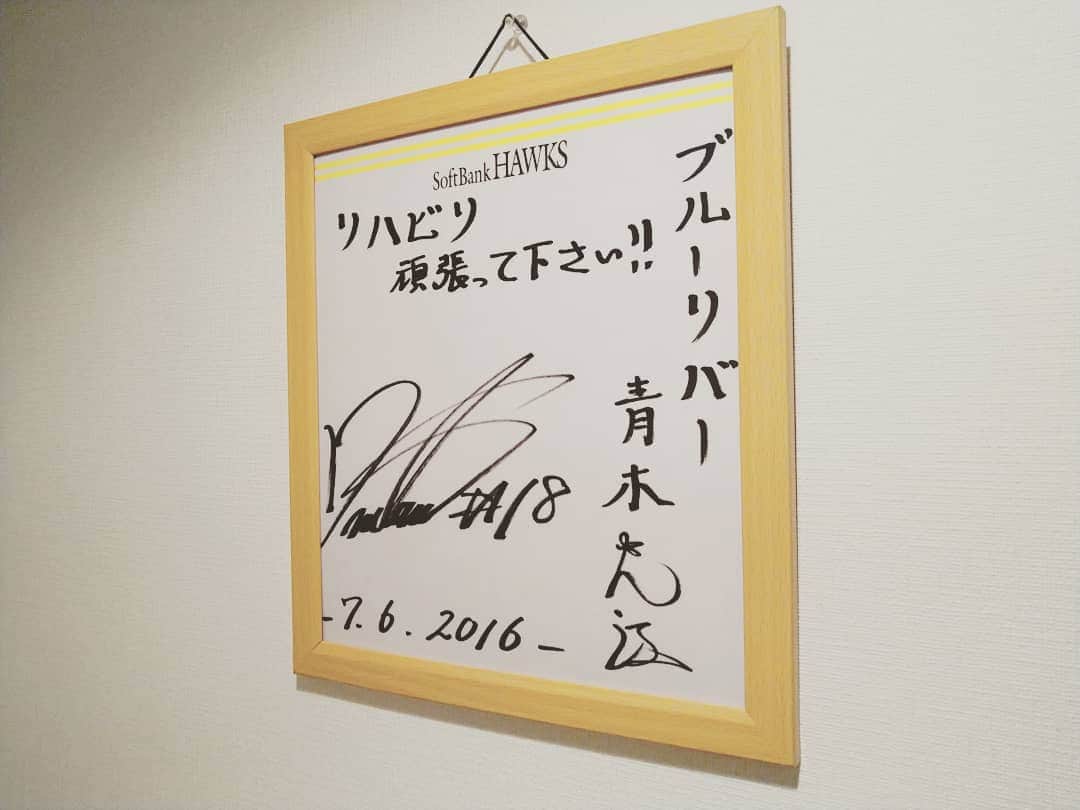 SoftBank HAWKS
ブルーリバー
青木
リハビリ
頑張って下さい!!
#18
-7.6.2016-